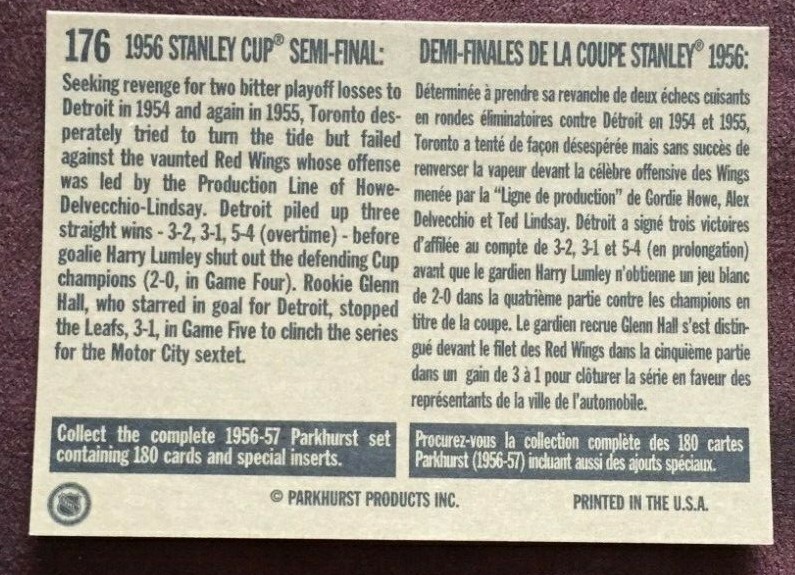 176 1956 STANLEY CUP® SEMI-FINAL:
Seeking revenge for two bitter playoff losses to
Detroit in 1954 and again in 1955, Toronto des-
perately tried to turn the tide but failed
against the vaunted Red Wings whose offense
was led by the Production Line of Howe-
Delvecchio-Lindsay. Detroit piled up three
straight wins - 3-2, 3-1, 5-4 (overtime) - before
goalie Harry Lumley shut out the defending Cup
champions (2-0, in Game Four). Rookie Glenn
Hall, who starred in goal for Detroit, stopped
the Leafs, 3-1, in Game Five to clinch the series
for the Motor City sextet.
DEMI-FINALES DE LA COUPE STANLEY® 1956:
Déterminée à prendre sa revanche de deux échecs cuisants
en rondes éliminatoires contre Détroit en 1954 et 1955,
Toronto a tenté de façon désespérée mais sans succès de
renverser la vapeur devant la célèbre offensive des Wings
menée par la "Ligne de production" de Gordie Howe, Alex
Delvecchio et Ted Lindsay. Détroit a signé trois victoires
d'affilée au compte de 3-2, 3-1 et 5-4 (en prolongation)
avant que le gardien Harry Lumley n'obtienne un jeu blanc
de 2-0 dans la quatrième partie contre les champions en
titre de la coupe. Le gardien recrue Glenn Hall s'est distin-
gué devant le filet des Red Wings dans la cinquième partie
dans un gain de 3 à 1 pour clôturer la série en faveur des
représentants de la ville de l'automobile.
Collect the complete 1956-57 Parkhurst set
containing 180 cards and special inserts.
Procurez-vous la collection complète des 180 cartes
Parkhurst (1956-57) incluant aussi des ajouts spéciaux.
NHL
© PARKHURST PRODUCTS INC.
PRINTED IN THE U.S.A.